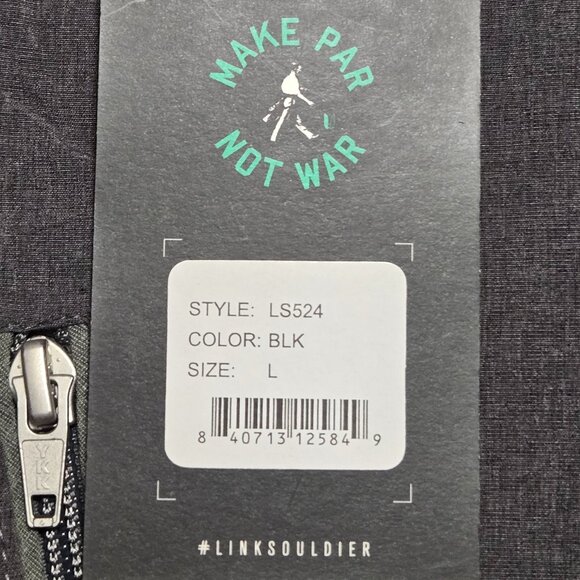 MAKE PAR
NOT WAR
STYLE: LS524
COLOR: BLK
SIZE: L
8 40713 12584 9
YKK
#LINKSOULDIER